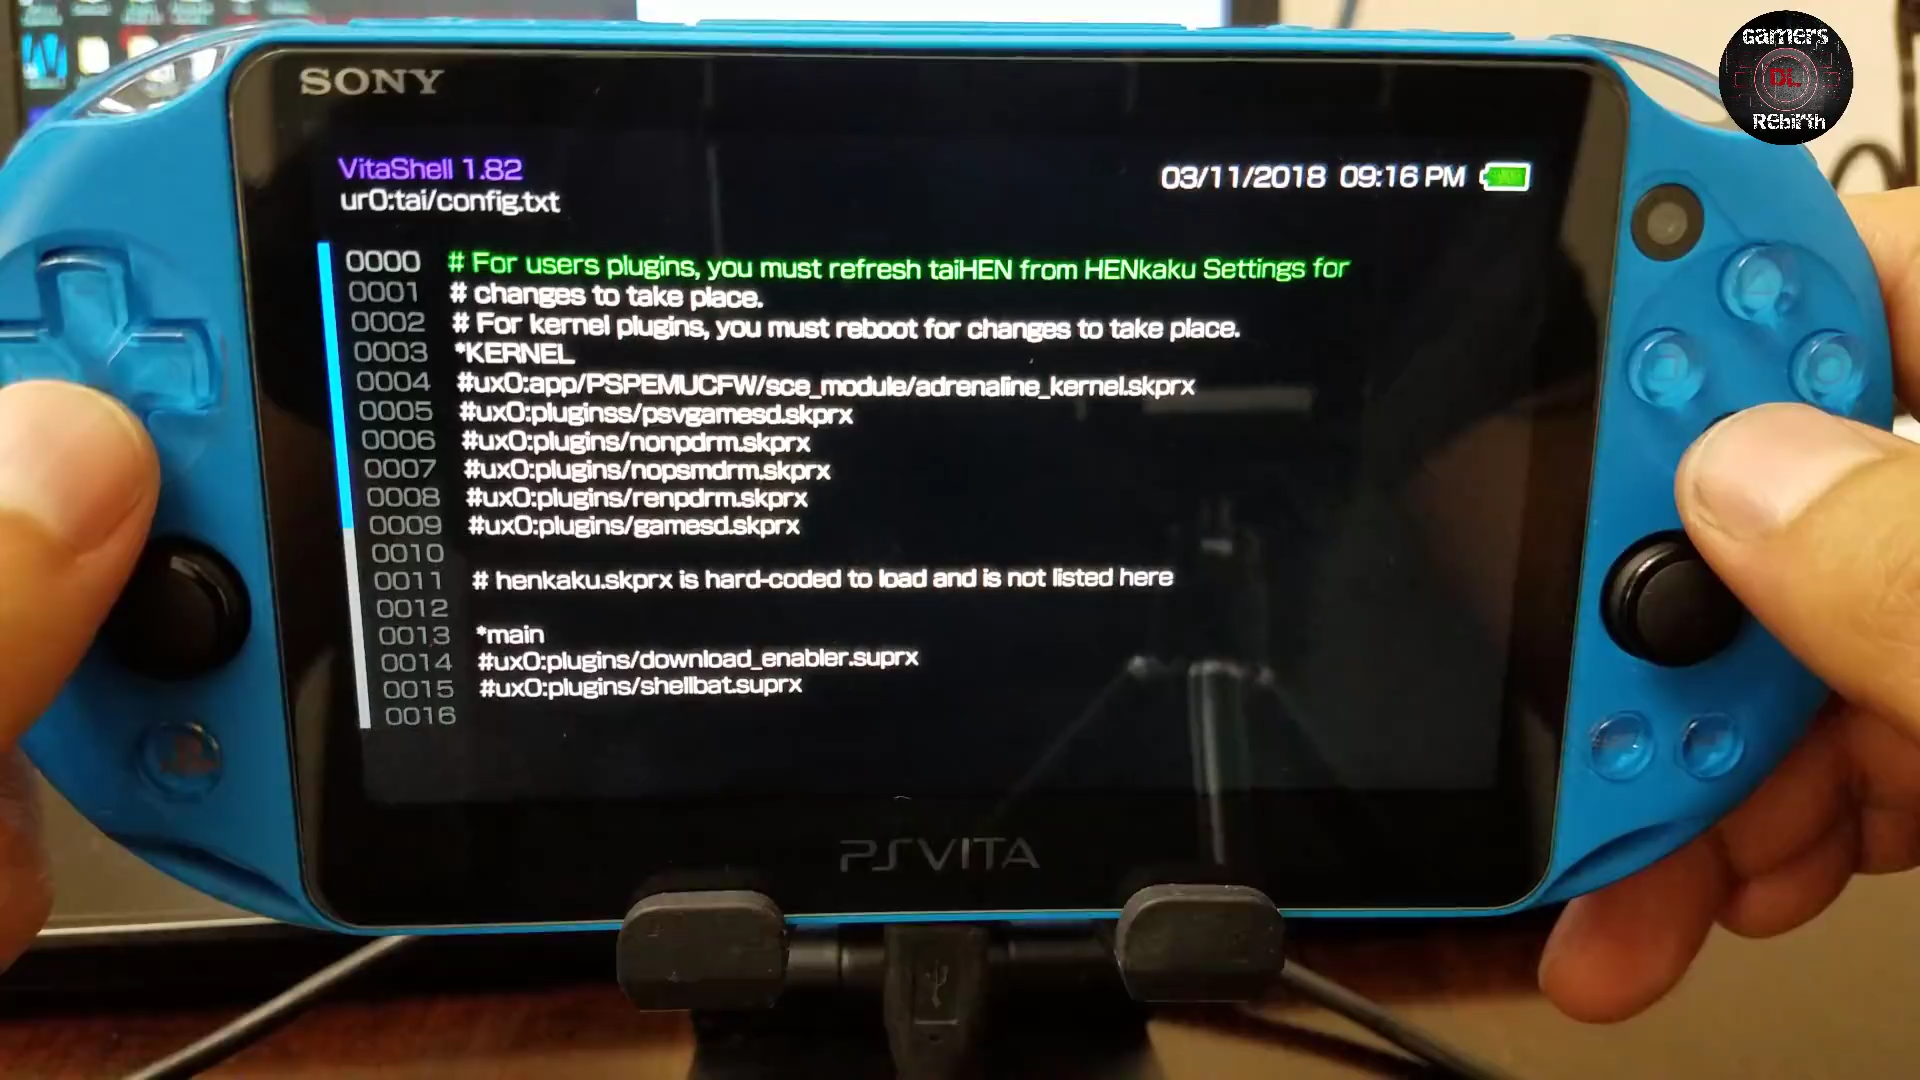 SONY
Gamers
DL
REbirth
VitaShell 1.82
03/11/2018 09:16 PM
ur0:tai/config.txt
0000 # For users plugins, you must refresh taiHEN from HENkaku Settings for
0001 # changes to take place.
0002 # For kernel plugins, you must reboot for changes to take place.
0003 *KERNEL
0004 #ux0:app/PSPEMUCFW/sce_module/adrenaline_kernel.skprx
0005 #ux0:pluginss/psvgamesd.skprx
0006 #ux0:plugins/nonpdrm.skprx
0007 #ux0:plugins/nopsmdrm.skprx
0008 #ux0:plugins/renpdrm.skprx
0009 #ux0:plugins/gamesd.skprx
0010
0011 # henkaku.skprx is hard-coded to load and is not listed here
0012
0013 *main
0014 #ux0:plugins/download_enabler.suprx
0015 #ux0:plugins/shellbat.suprx
0016
PSVITA